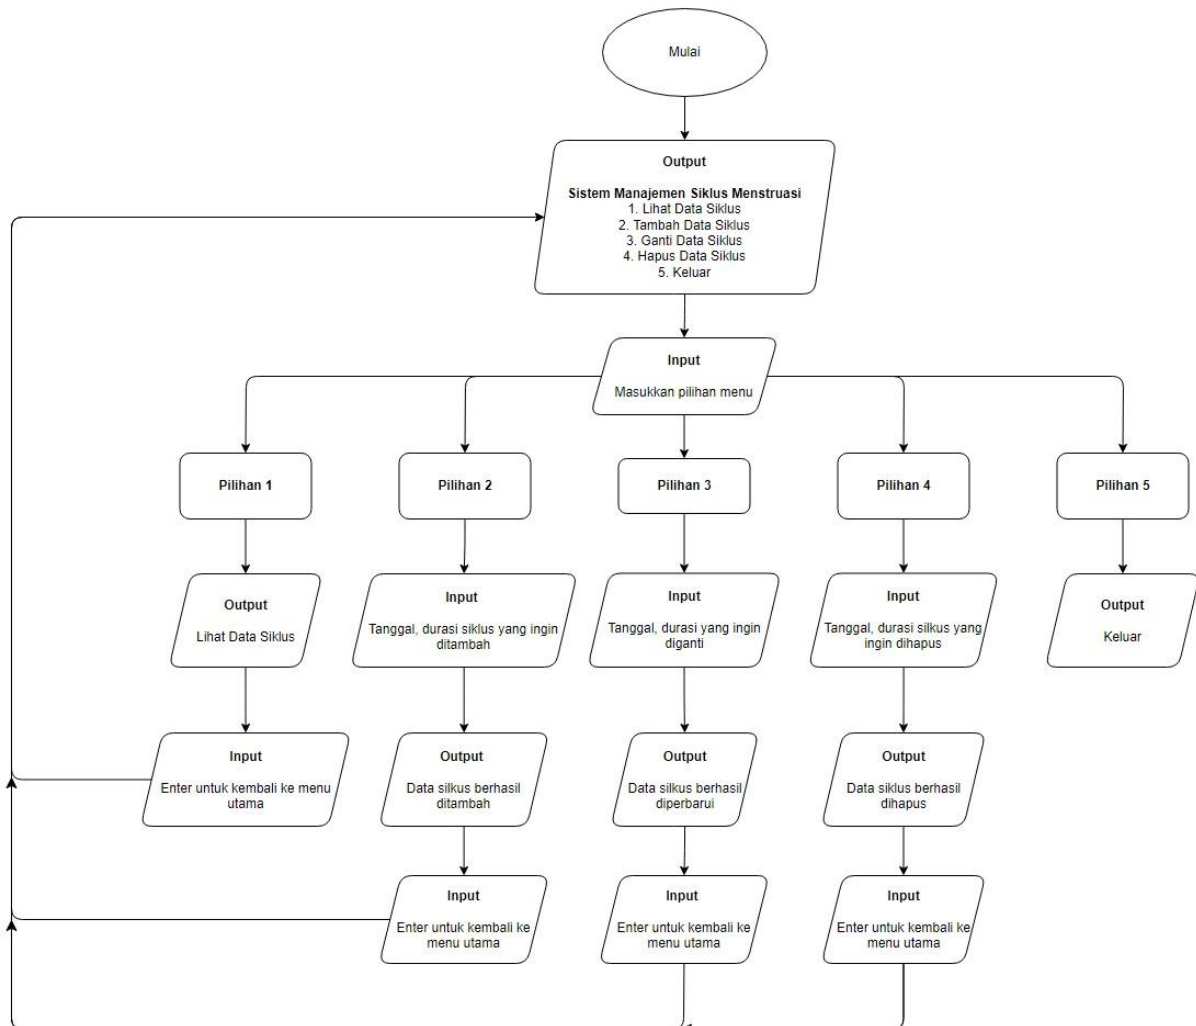 Mulai
Output
Sistem Manajemen Siklus Menstruasi
1. Lihat Data Siklus
2. Tambah Data Siklus
3. Ganti Data Siklus
4. Hapus Data Siklus
5. Keluar
Input
Masukkan pilihan menu
Pilihan 1
Pilihan 2
Pilihan 3
Pilihan 4
Pilihan 5
Output
Lihat Data Siklus
Input
Tanggal, durasi siklus yang ingin
ditambah
Input
Tanggal, durasi yang ingin
diganti
Input
Tanggal, durasi silkus yang
ingin dihapus
Output
Keluar
Input
Enter untuk kembali ke menu
utama
Output
Data silkus berhasil
ditambah
Output
Data silkus berhasil
diperbarui
Output
Data siklus berhasil
dihapus
Input
Enter untuk kembali ke
menu utama
Input
Enter untuk kembali ke
menu utama
Input
Enter untuk kembali ke
menu utama